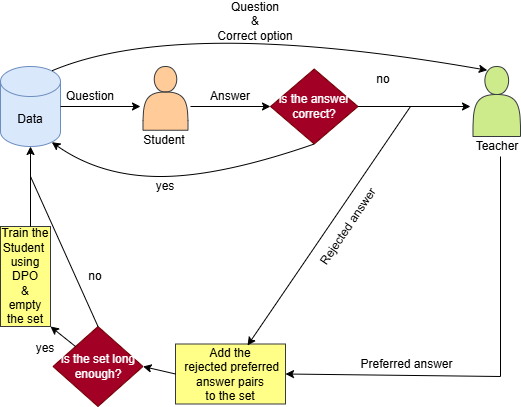 Question
&
Correct option
no
Question
Answer
Is the answer
correct?
Data
Student
Teacher
yes
Rejected answer
Train the
Student
using
DPO
&
empty
the set
no
yes
Is the set long
enough?
Add the
rejected preferred
answer pairs
to the set
Preferred answer